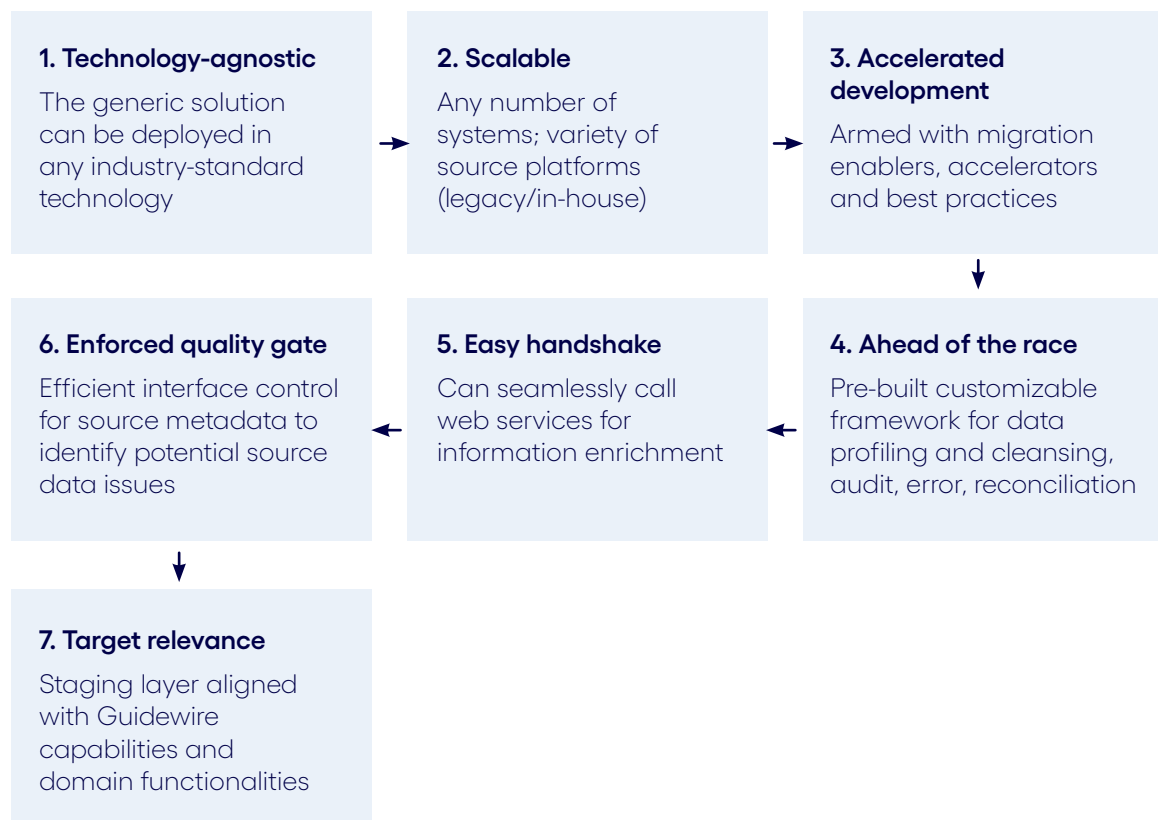 1. Technology-agnostic
The generic solution
can be deployed in
any industry-standard
technology
2. Scalable
Any number of
systems; variety of
source platforms
(legacy/in-house)
3. Accelerated
development
Armed with migration
enablers, accelerators
and best practices
4. Ahead of the race
Pre-built customizable
framework for data
profiling and cleansing,
audit, error, reconciliation
5. Easy handshake
Can seamlessly call
web services for
information enrichment
6. Enforced quality gate
Efficient interface control
for source metadata to
identify potential source
data issues
7. Target relevance
Staging layer aligned
with Guidewire
capabilities and
domain functionalities